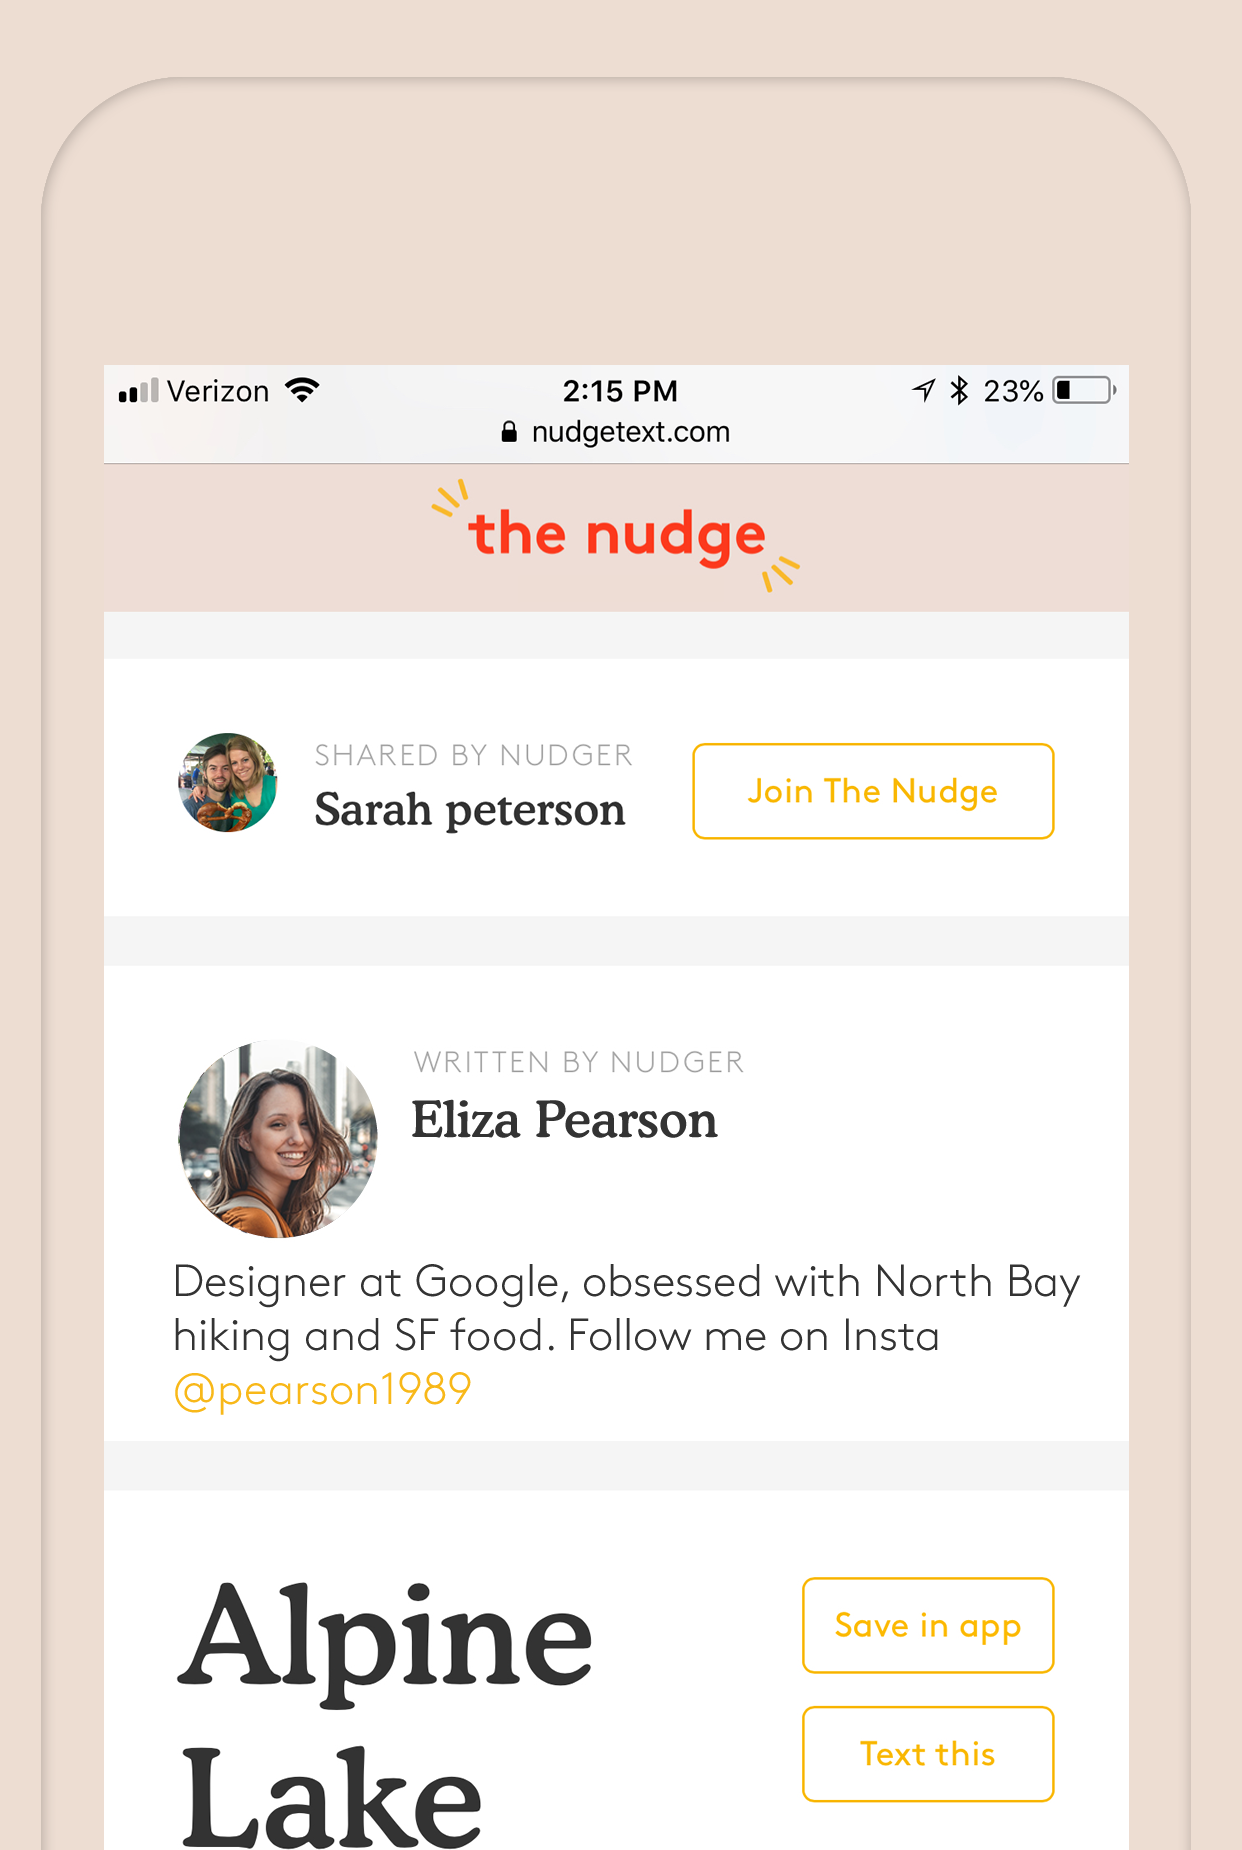 Verizon 2:15 PM 23%
nudgetext.com
the nudge
SHARED BY NUDGER
Sarah peterson
Join The Nudge
WRITTEN BY NUDGER
Eliza Pearson
Designer at Google, obsessed with North Bay
hiking and SF food. Follow me on Insta
@pearson1989
Alpine
Lake
Save in app
Text this